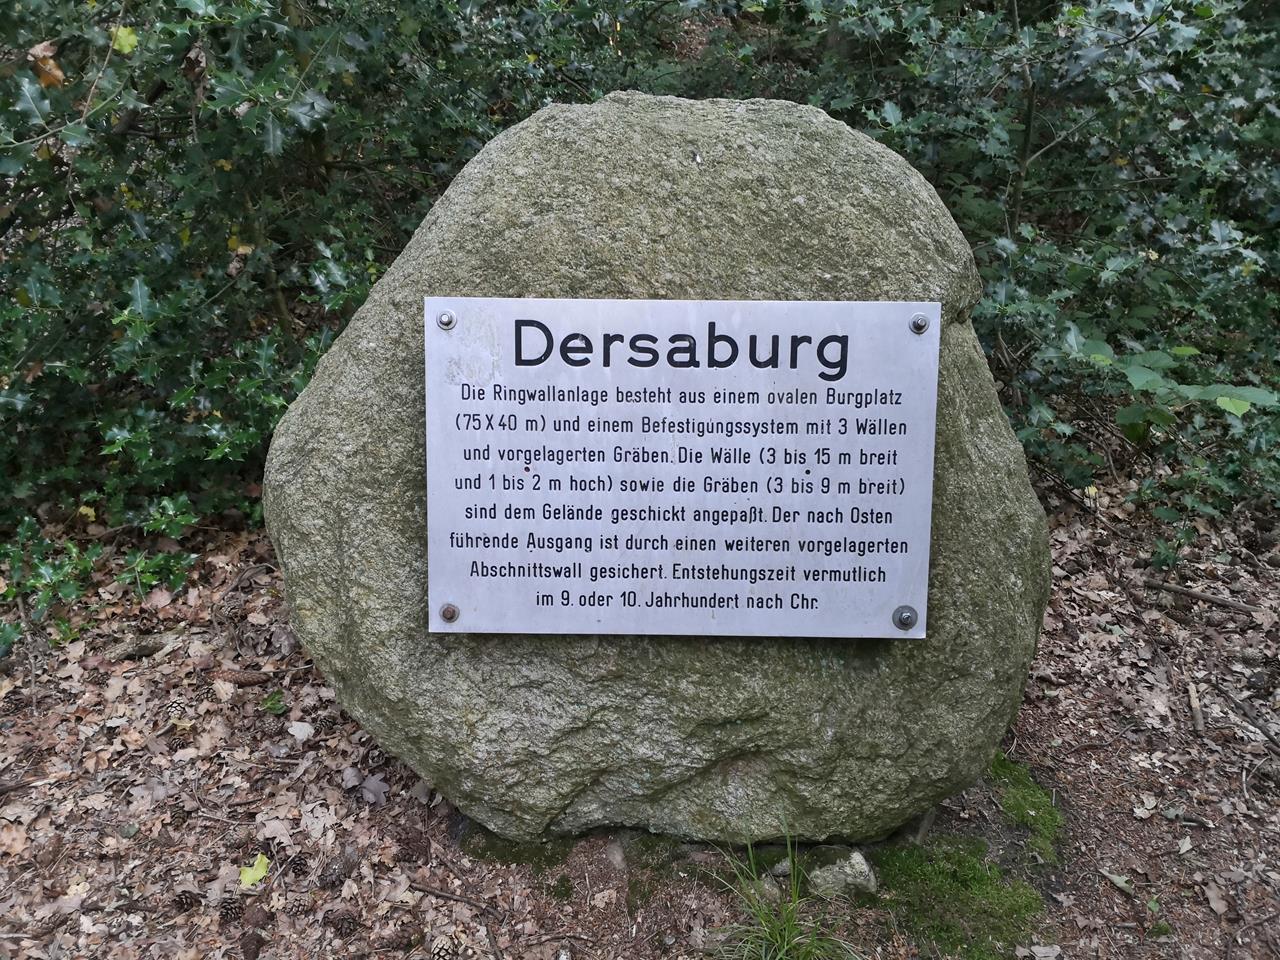 Dersaburg
Die Ringwallanlage besteht aus einem ovalen Burgplatz
(75X40 m) und einem Befestigungssystem mit 3 Wällen
und vorgelagerten Gräben. Die Wälle (3 bis 15 m breit
und 1 bis 2 m hoch) sowie die Gräben (3 bis 9 m breit)
sind dem Gelände geschickt angepaßt. Der nach Osten
führende Ausgang ist durch einen weiteren vorgelagerten
Abschnittswall gesichert. Entstehungszeit vermutlich
im 9. oder 10. Jahrhundert nach Chr.